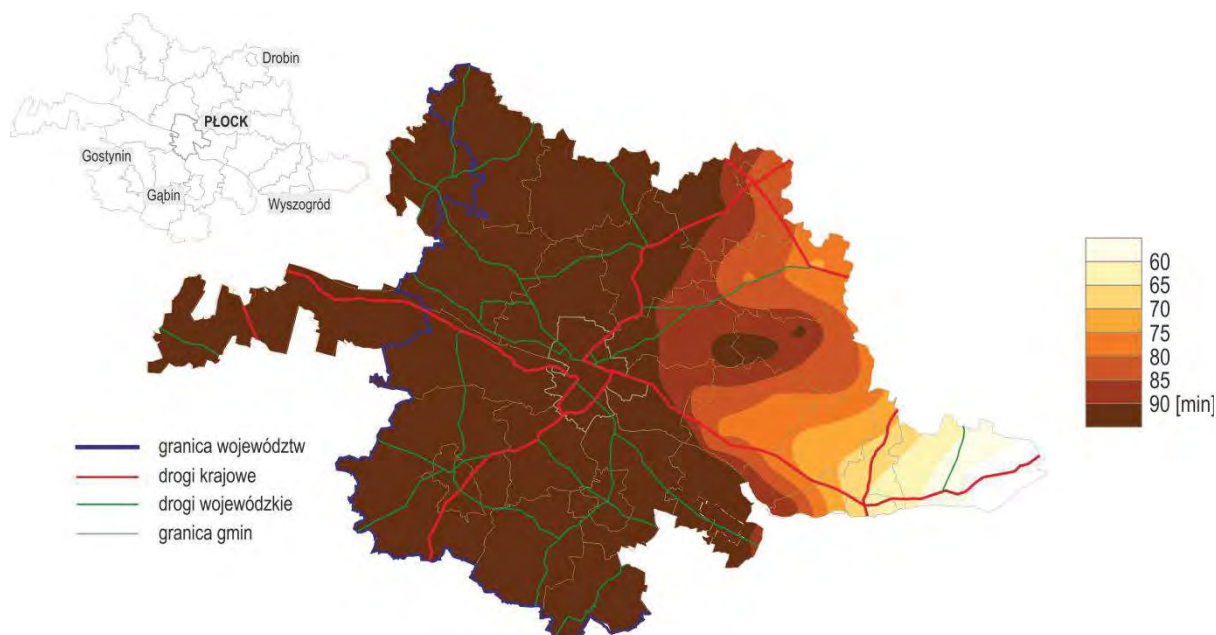 Drobin
PŁOCK
Gostynin
Gąbin
Wyszogród
60
65
70
75
80
85
90 [min]
granica województw
drogi krajowe
drogi wojewódzkie
granica gmin